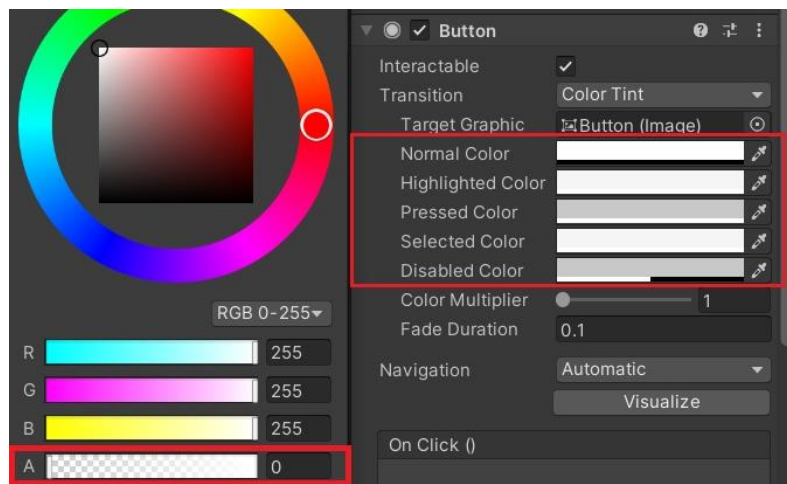 RGB 0-255
R 255
G 255
B 255
A 0
Button
Interactable
Transition Color Tint
Target Graphic Button (Image)
Normal Color
Highlighted Color
Pressed Color
Selected Color
Disabled Color
Color Multiplier 1
Fade Duration 0.1
Navigation Automatic
Visualize
On Click ()